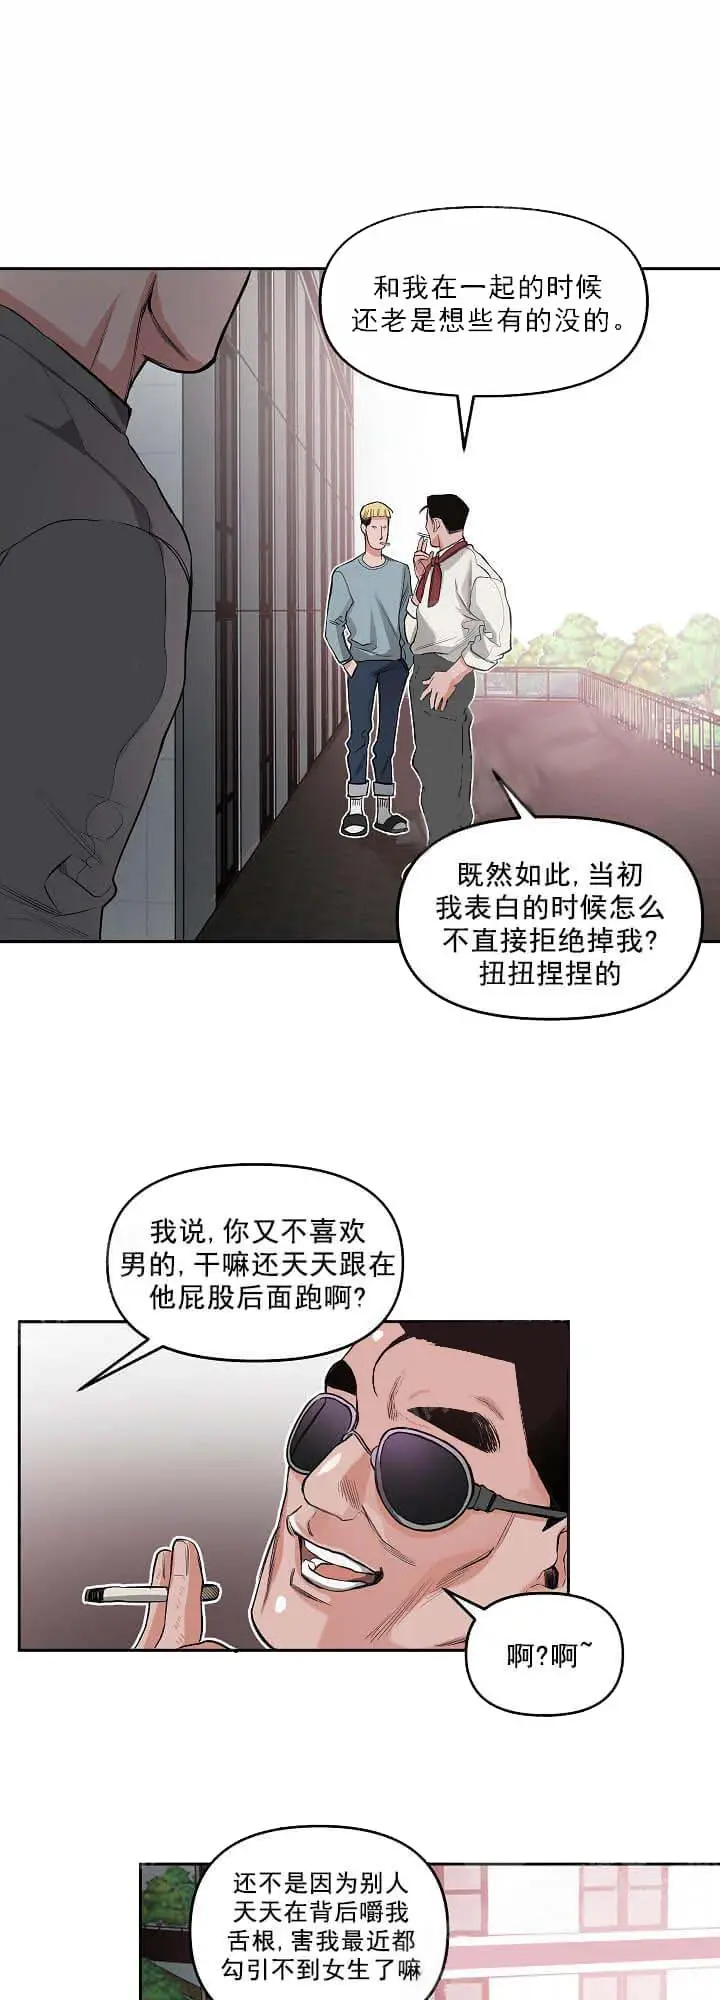 和我在一起的时候
还老是想些有的没的。
既然如此,当初
我表白的时候怎么
不直接拒绝掉我?
扭扭捏捏的
我说,你又不喜欢
男的,干嘛还天天跟在
他屁股后面跑啊?
啊?啊~
还不是因为别人
天天在背后嚼我
舌根,害我最近都
勾引不到女生了嘛